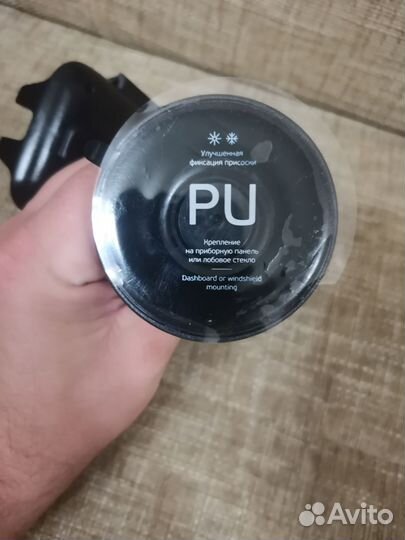 Улучшенная
фиксация присоски
PU
Крепление
на приборную панель
или лобовое стекло
Dashboard or windshield
mounting
Avito